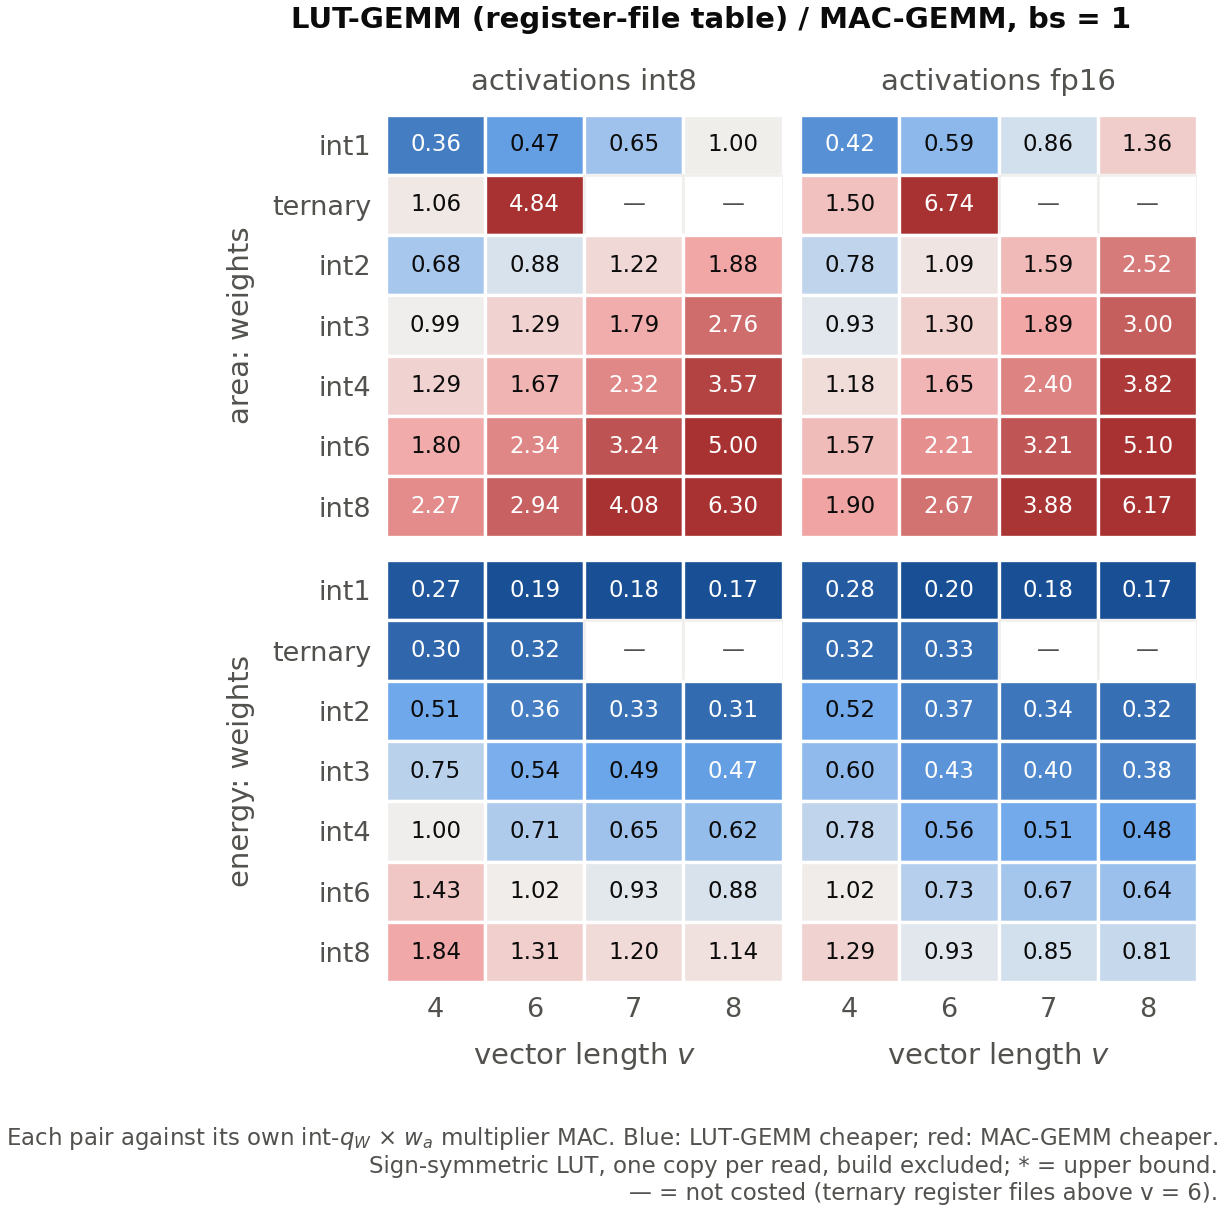 LUT-GEMM (register-file table) / MAC-GEMM, bs = 1
activations int8 activations fp16
area: weights
int1 0.36 0.47 0.65 1.00 0.42 0.59 0.86 1.36
ternary 1.06 4.84 — — 1.50 6.74 — —
int2 0.68 0.88 1.22 1.88 0.78 1.09 1.59 2.52
int3 0.99 1.29 1.79 2.76 0.93 1.30 1.89 3.00
int4 1.29 1.67 2.32 3.57 1.18 1.65 2.40 3.82
int6 1.80 2.34 3.24 5.00 1.57 2.21 3.21 5.10
int8 2.27 2.94 4.08 6.30 1.90 2.67 3.88 6.17
energy: weights
int1 0.27 0.19 0.18 0.17 0.28 0.20 0.18 0.17
ternary 0.30 0.32 — — 0.32 0.33 — —
int2 0.51 0.36 0.33 0.31 0.52 0.37 0.34 0.32
int3 0.75 0.54 0.49 0.47 0.60 0.43 0.40 0.38
int4 1.00 0.71 0.65 0.62 0.78 0.56 0.51 0.48
int6 1.43 1.02 0.93 0.88 1.02 0.73 0.67 0.64
int8 1.84 1.31 1.20 1.14 1.29 0.93 0.85 0.81
4 6 7 8 4 6 7 8
vector length v vector length v
Each pair against its own int-q_W × w_a multiplier MAC. Blue: LUT-GEMM cheaper; red: MAC-GEMM cheaper.
Sign-symmetric LUT, one copy per read, build excluded; * = upper bound.
— = not costed (ternary register files above v = 6).